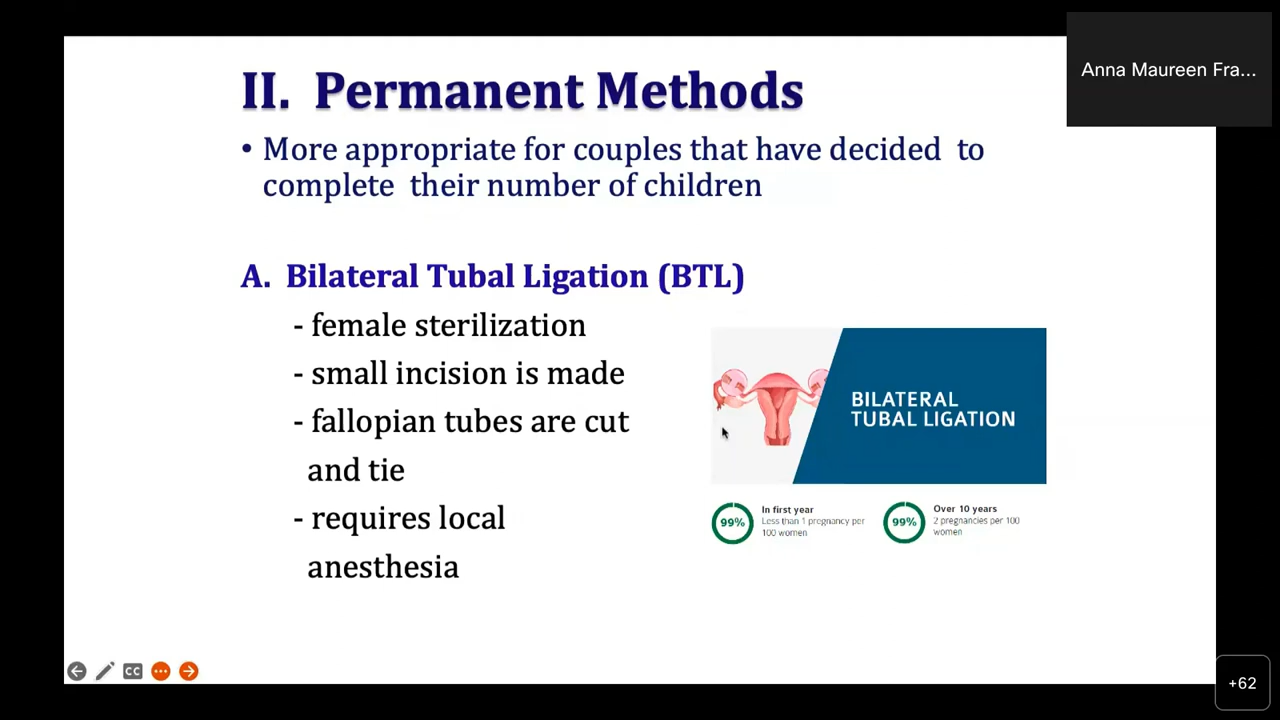 Anna Maureen Fra...
II. Permanent Methods
• More appropriate for couples that have decided to
complete their number of children
A. Bilateral Tubal Ligation (BTL)
- female sterilization
- small incision is made
- fallopian tubes are cut
and tie
- requires local
anesthesia
BILATERAL
TUBAL LIGATION
99%
In first year
Less than 1 pregnancy per
100 women
99%
Over 10 years
2 pregnancies per 100
women
CC
+62